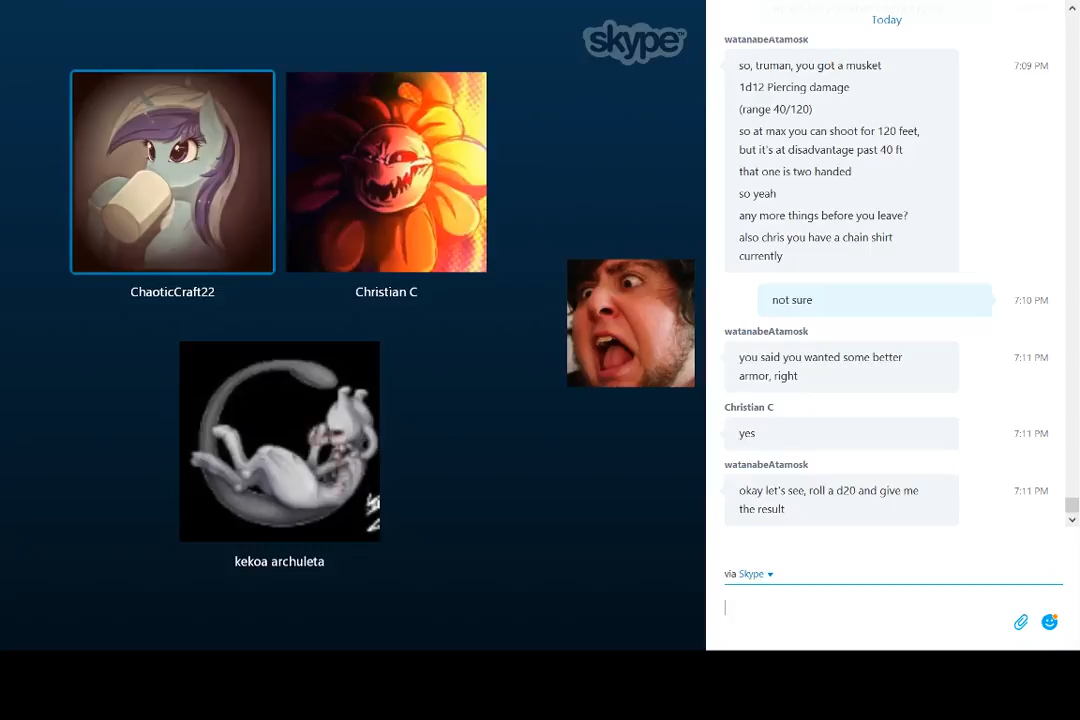 skype
ChaoticCraft22
Christian C
kekoa archuleta
Today
watanabeAtamosk
so, truman, you got a musket
7:09 PM
1d12 Piercing damage
(range 40/120)
so at max you can shoot for 120 feet,
but it's at disadvantage past 40 ft
that one is two handed
so yeah
any more things before you leave?
also chris you have a chain shirt
currently
not sure
7:10 PM
watanabeAtamosk
you said you wanted some better
7:11 PM
armor, right
Christian C
yes
7:11 PM
watanabeAtamosk
okay let's see, roll a d20 and give me
7:11 PM
the result
via Skype